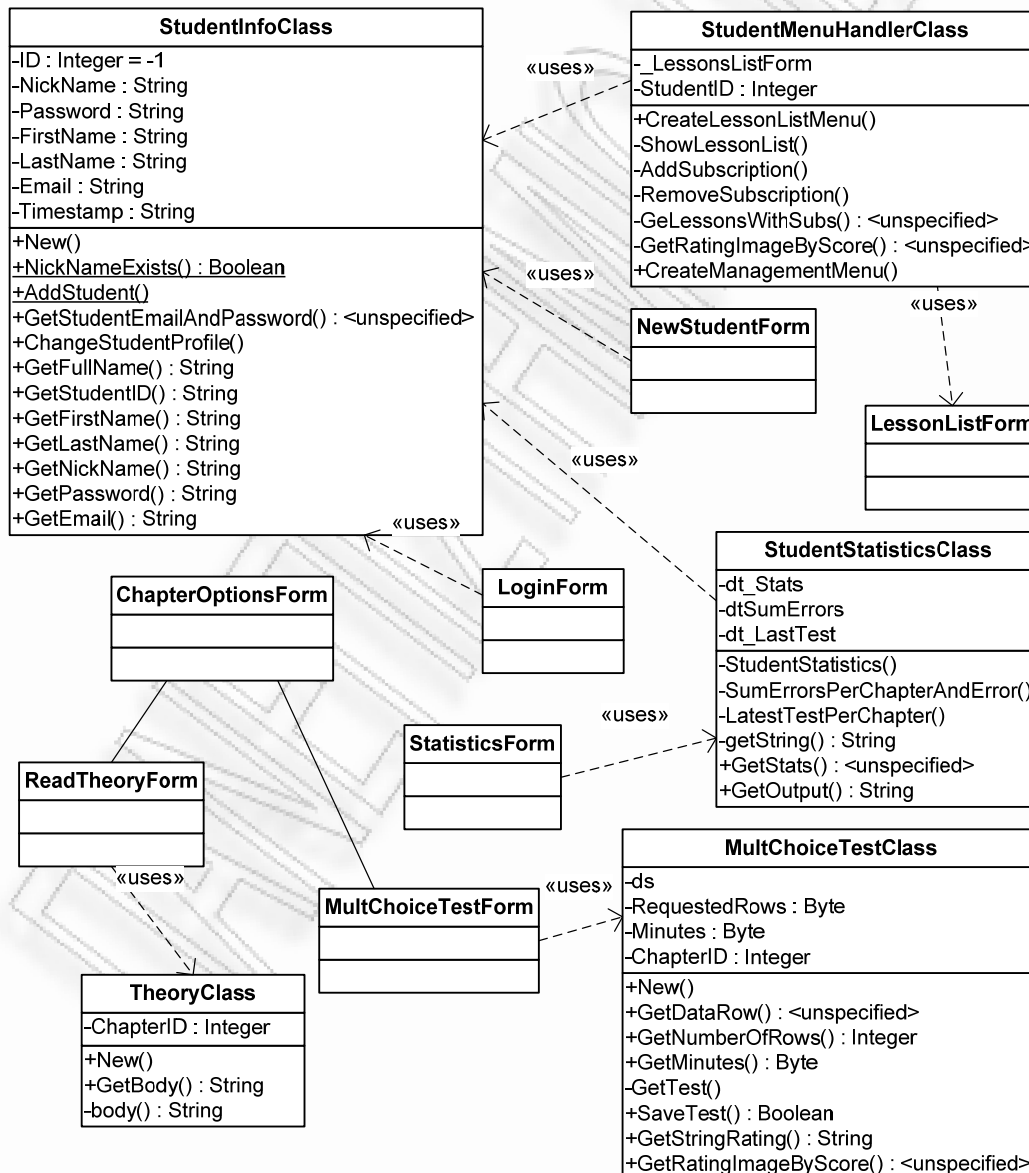 StudentInfoClass
-ID : Integer = -1
-NickName : String
-Password : String
-FirstName : String
-LastName : String
-Email : String
-Timestamp : String
+New()
+NickNameExists() : Boolean
+AddStudent()
+GetStudentEmailAndPassword() : <unspecified>
+ChangeStudentProfile()
+GetFullName() : String
+GetStudentID() : String
+GetFirstName() : String
+GetLastName() : String
+GetNickName() : String
+GetPassword() : String
+GetEmail() : String
«uses»
StudentMenuHandlerClass
-_LessonsListForm
-StudentID : Integer
+CreateLessonListMenu()
-ShowLessonList()
-AddSubscription()
-RemoveSubscription()
-GeLessonsWithSubs() : <unspecified>
-GetRatingImageByScore() : <unspecified>
+CreateManagementMenu()
«uses»
«uses»
NewStudentForm
LessonListForm
«uses»
«uses»
LoginForm
StudentStatisticsClass
-dt_Stats
-dtSumErrors
-dt_LastTest
-StudentStatistics()
-SumErrorsPerChapterAndError()
-LatestTestPerChapter()
-getString() : String
+GetStats() : <unspecified>
+GetOutput() : String
ChapterOptionsForm
«uses»
StatisticsForm
ReadTheoryForm
«uses»
MultChoiceTestForm
«uses»
MultChoiceTestClass
-ds
-RequestedRows : Byte
-Minutes : Byte
-ChapterID : Integer
+New()
+GetDataRow() : <unspecified>
+GetNumberOfRows() : Integer
+GetMinutes() : Byte
-GetTest()
+SaveTest() : Boolean
+GetStringRating() : String
+GetRatingImageByScore() : <unspecified>
TheoryClass
-ChapterID : Integer
+New()
+GetBody() : String
-body() : String